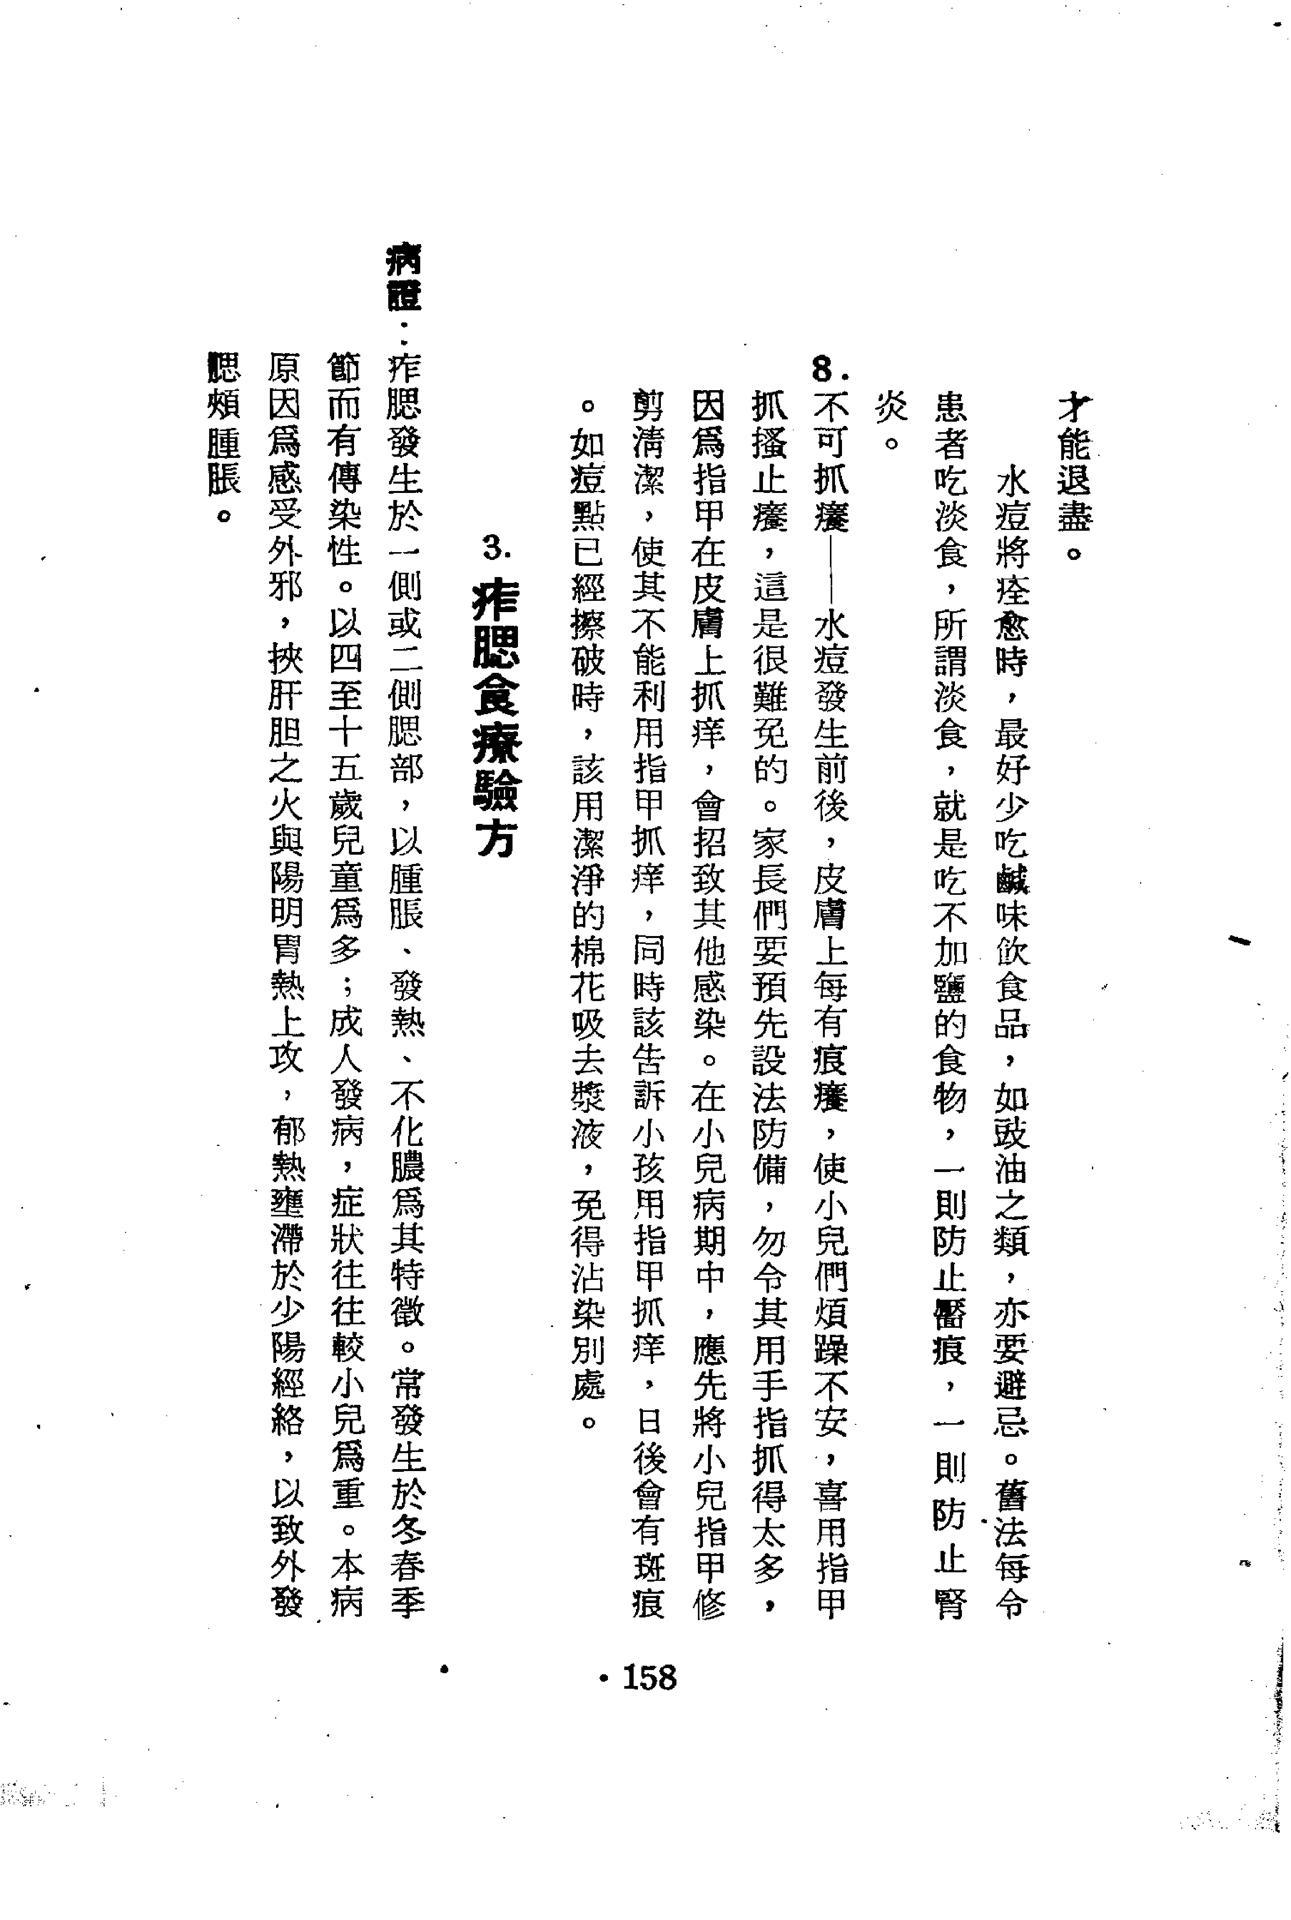 才能退盡。
水痘將痊愈時，最好少吃鹹味飲食品，如豉油之類，亦要避忌。舊法每令
患者吃淡食，所謂淡食，就是吃不加鹽的食物，一則防止靨痕，一則防止腎
炎。
8.不可抓癢——水痘發生前後，皮膚上每有痕癢，使小兒們煩躁不安，喜用指甲
抓搔止癢，這是很難免的。家長們要預先設法防備，勿令其用手指抓得太多，
因爲指甲在皮膚上抓痒，會招致其他感染。在小兒病期中，應先將小兒指甲修
剪清潔，使其不能利用指甲抓痒，同時該告訴小孩用指甲抓痒，日後會有斑痕
。如痘點已經擦破時，該用潔淨的棉花吸去漿液，免得沾染別處。
3.痄腮食療驗方
病證：痄腮發生於一側或二側腮部，以腫脹、發熱、不化膿爲其特徵。常發生於冬春季
節而有傳染性。以四至十五歲兒童爲多；成人發病，症狀往往較小兒爲重。本病
原因爲感受外邪，挾肝胆之火與陽明胃熱上攻，郁熱壅滯於少陽經絡，以致外發
腮頰腫脹。
•158